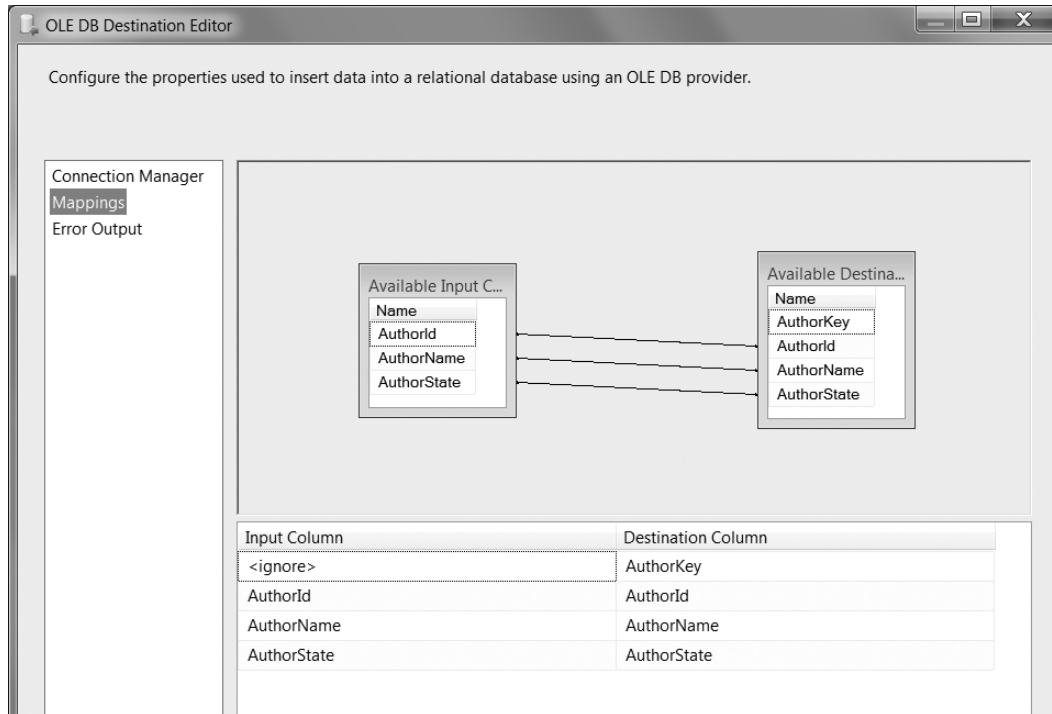 OLE DB Destination Editor
Configure the properties used to insert data into a relational database using an OLE DB provider.
Connection Manager
Mappings
Error Output
Available Input C...
Name
AuthorId
AuthorName
AuthorState
Available Destina...
Name
AuthorKey
AuthorId
AuthorName
AuthorState
Input Column Destination Column
<ignore> AuthorKey
AuthorId AuthorId
AuthorName AuthorName
AuthorState AuthorState